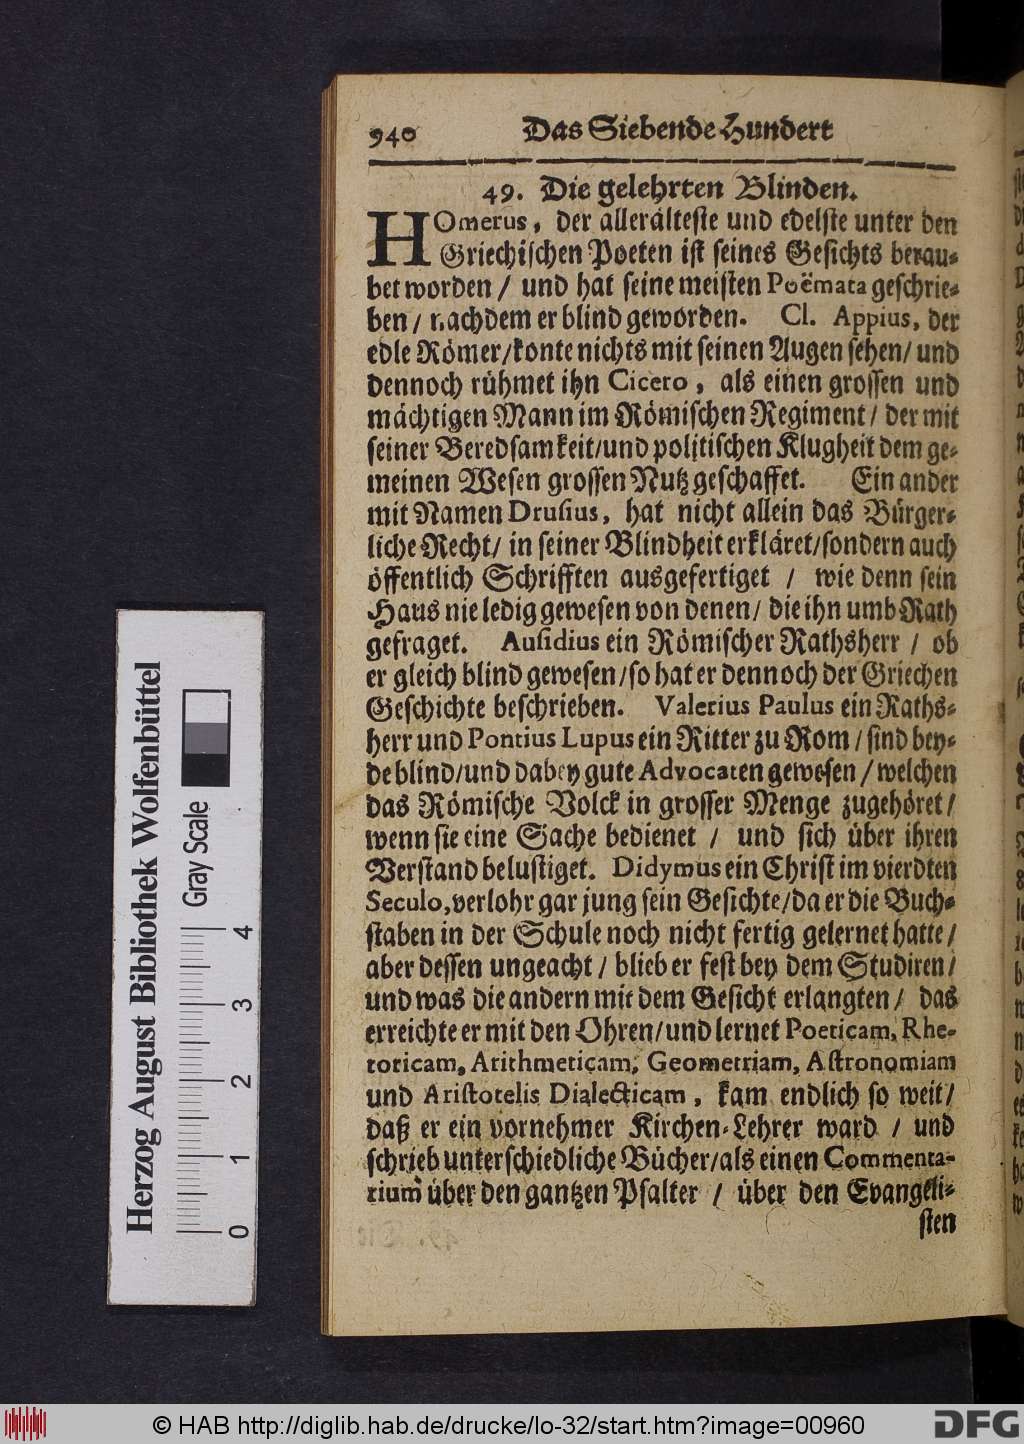 940 Das Siebende Hundert
49. Die gelehrten Blinden.
HOmerus, der allerälteste und edelste unter den
Griechischen Poeten ist seines Gesichts berau-
bet worden / und hat seine meisten Poëmata geschrie-
ben / nachdem er blind geworden. Cl. Appius, der
edle Römer / konte nichts mit seinen Augen sehen / und
dennoch rühmet ihn Cicero, als einen grossen und
mächtigen Mann im Römischen Regiment / der mit
seiner Beredsamkeit / und politischen Klugheit dem ge-
meinen Wesen grossen Nutz geschaffet. Ein ander
mit Namen Drusius, hat nicht allein das Bürger-
liche Recht / in seiner Blindheit erkläret / sondern auch
öffentlich Schrifften ausgefertiget / wie denn sein
Haus nie ledig gewesen von denen / die ihn umb Rath
gefraget. Ausidius ein Römischer Rathsherr / ob
er gleich blind gewesen / so hat er dennoch der Griechen
Geschichte beschrieben. Valerius Paulus ein Raths-
herr und Pontius Lupus ein Ritter zu Rom / sind bey-
de blind / und dabey gute Advocaten gewesen / welchen
das Römische Volck in grosser Menge zugehöret /
wenn sie eine Sache bedienet / und sich über ihren
Verstand belustiget. Didymus ein Christ im vierdten
Seculo, verlohr gar jung sein Gesichte / da er die Buch-
staben in der Schule noch nicht fertig gelernet hatte /
aber dessen ungeacht / blieb er fest bey dem Studiren /
und was die andern mit dem Gesicht erlangten / das
erreichte er mit den Ohren / und lernet Poeticam, Rhe-
toricam, Arithmeticam, Geometriam, Astronomiam
und Aristotelis Dialecticam, kam endlich so weit /
daß er ein vornehmer Kirchen-Lehrer ward / und
schrieb unterschiedliche Bücher / als einen Commenta-
rium über den gantzen Psalter / über den Evangeli-
sten
Herzog August Bibliothek Wolfenbüttel
Gray Scale
0 1 2 3 4
© HAB http://diglib.hab.de/drucke/lo-32/start.htm?image=00960
DFG